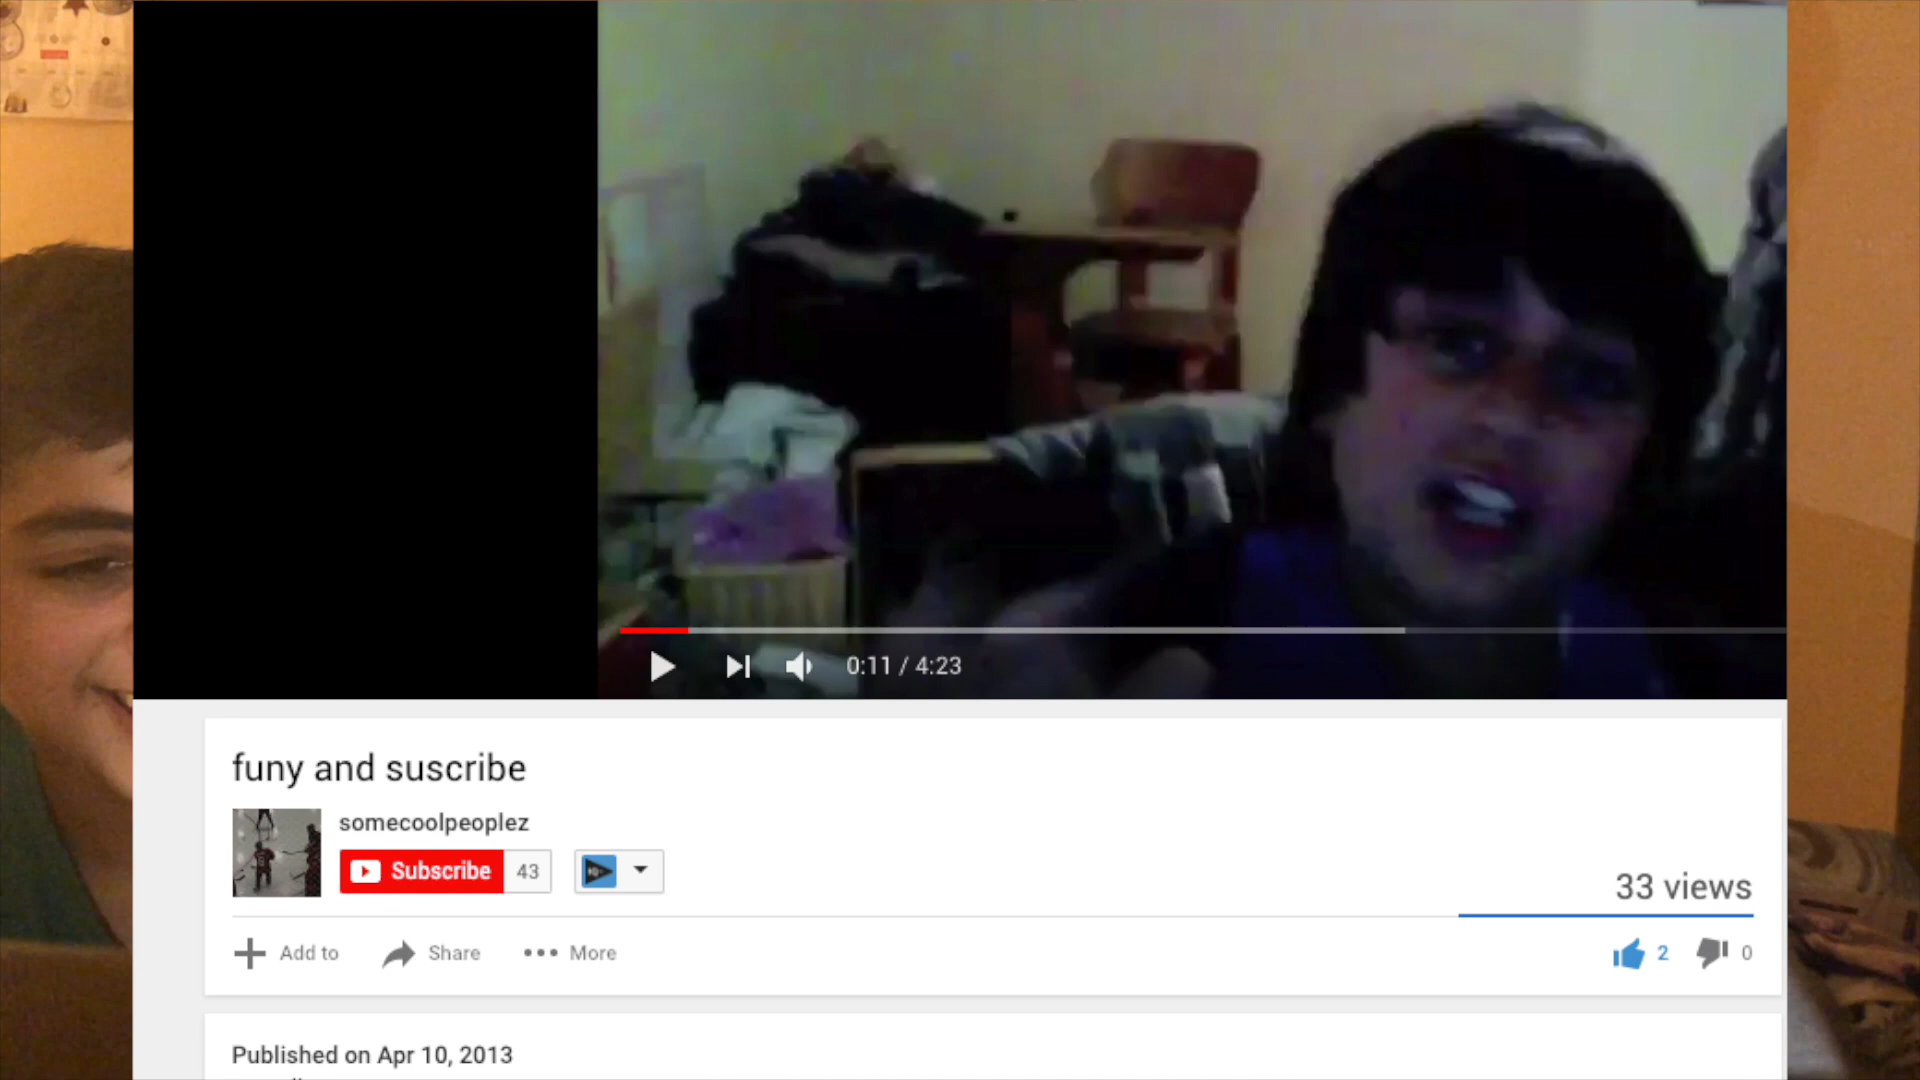 0:11 / 4:23
funy and suscribe
somecoolpeoplez
Subscribe 43
33 views
Add to Share More
2 0
Published on Apr 10, 2013